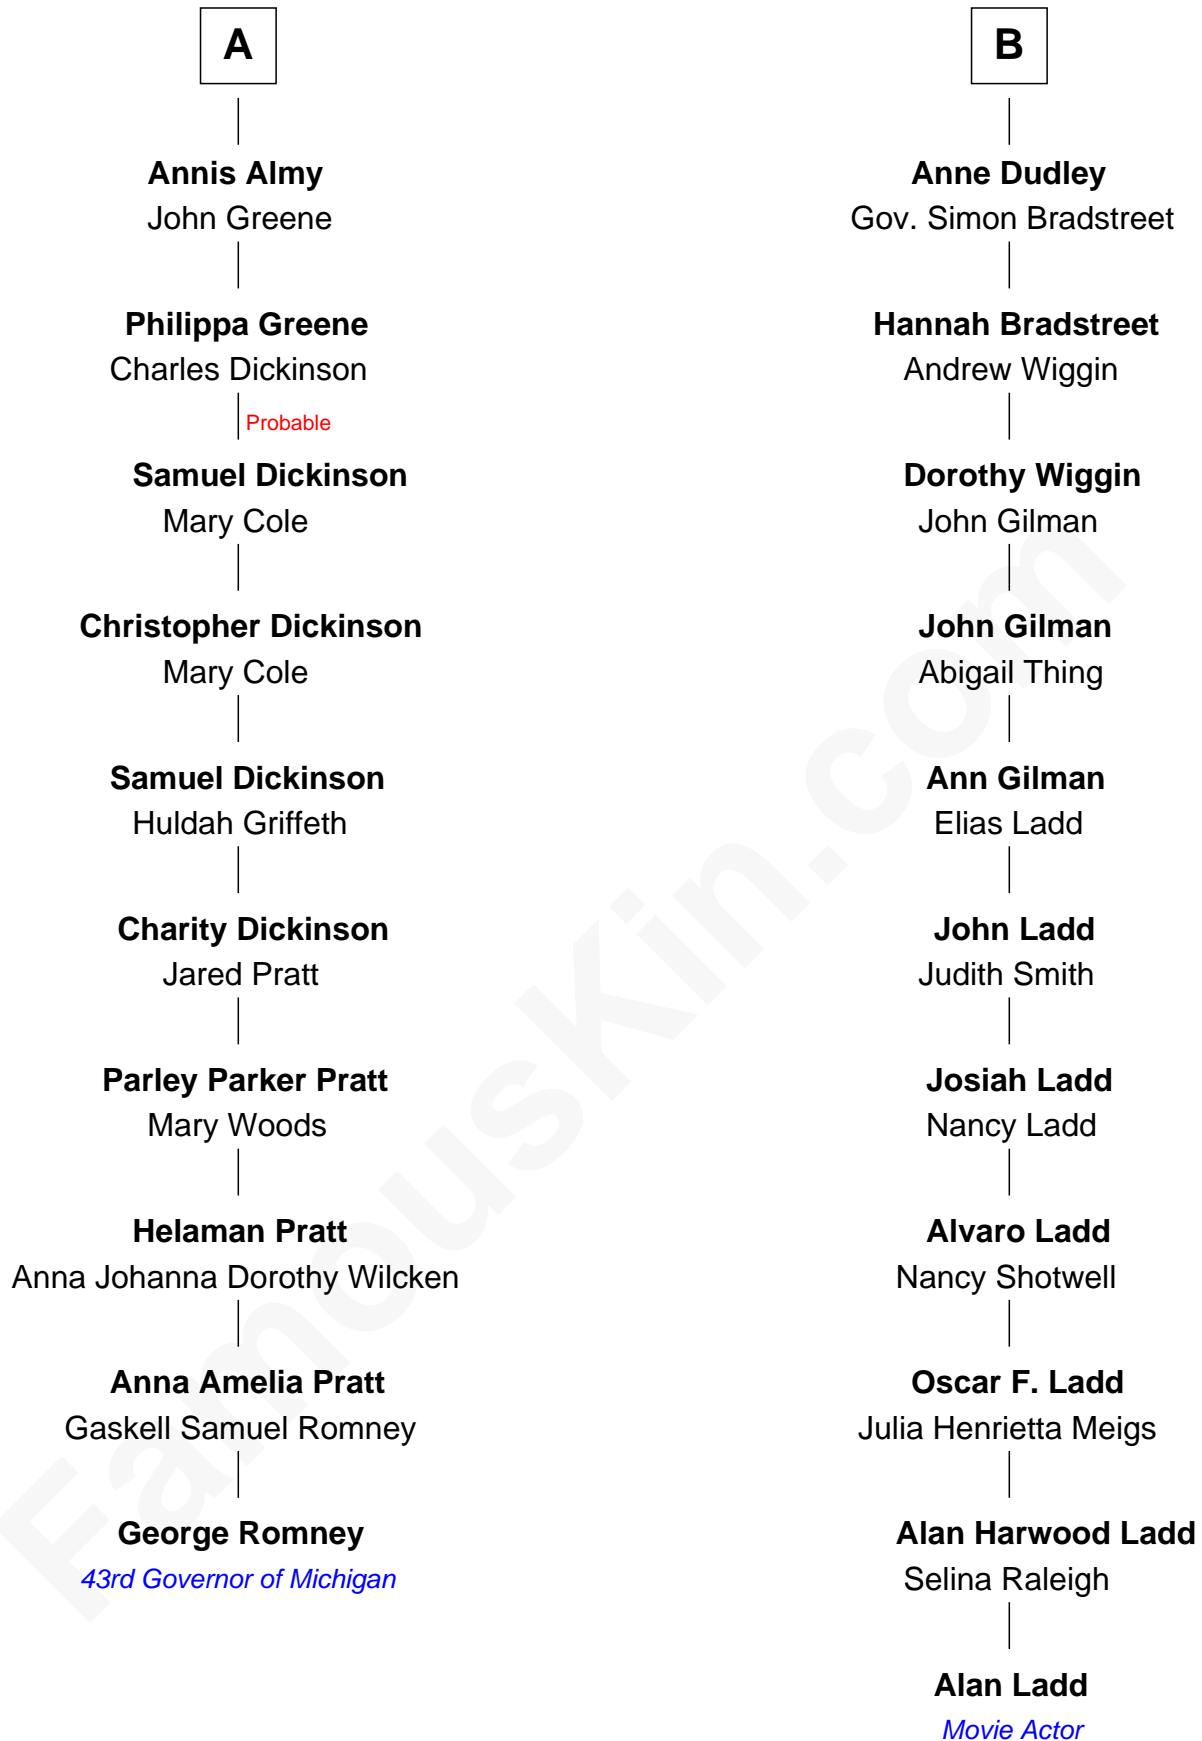 A
Annis Almy
John Greene
Philippa Greene
Charles Dickinson
Probable
Samuel Dickinson
Mary Cole
Christopher Dickinson
Mary Cole
Samuel Dickinson
Huldah Griffeth
Charity Dickinson
Jared Pratt
Parley Parker Pratt
Mary Woods
Helaman Pratt
Anna Johanna Dorothy Wilcken
Anna Amelia Pratt
Gaskell Samuel Romney
George Romney
43rd Governor of Michigan
B
Anne Dudley
Gov. Simon Bradstreet
Hannah Bradstreet
Andrew Wiggin
Dorothy Wiggin
John Gilman
John Gilman
Abigail Thing
Ann Gilman
Elias Ladd
John Ladd
Judith Smith
Josiah Ladd
Nancy Ladd
Alvaro Ladd
Nancy Shotwell
Oscar F. Ladd
Julia Henrietta Meigs
Alan Harwood Ladd
Selina Raleigh
Alan Ladd
Movie Actor
FamousKin.com